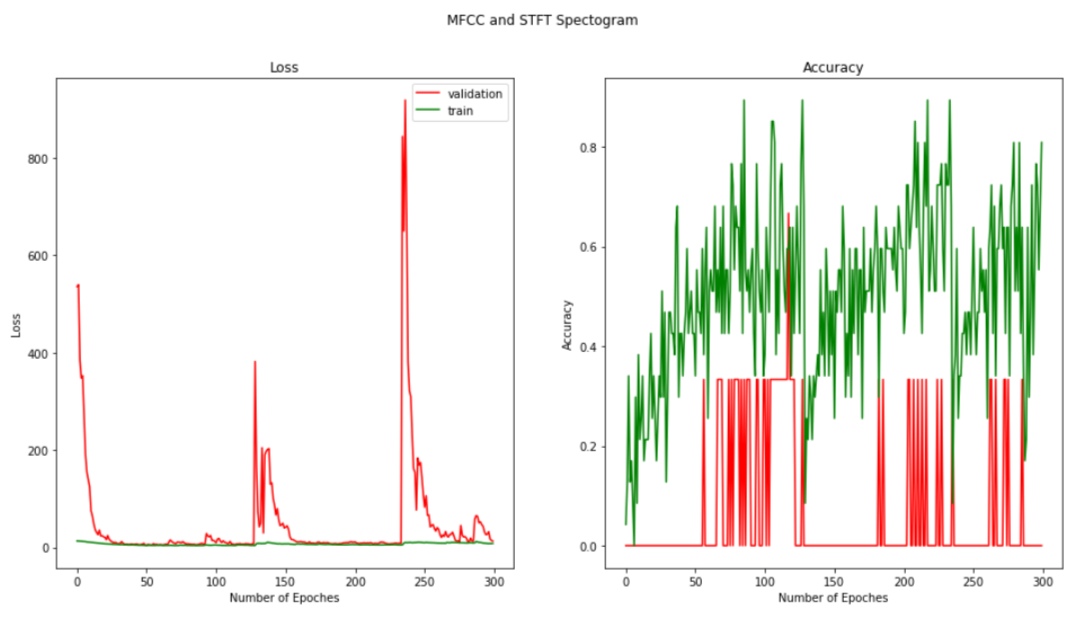 MFCC and STFT Spectogram
Loss
validation
train
Loss
800
600
400
200
0
0 50 100 150 200 250 300
Number of Epoches
Accuracy
Accuracy
0.8
0.6
0.4
0.2
0.0
0 50 100 150 200 250 300
Number of Epoches